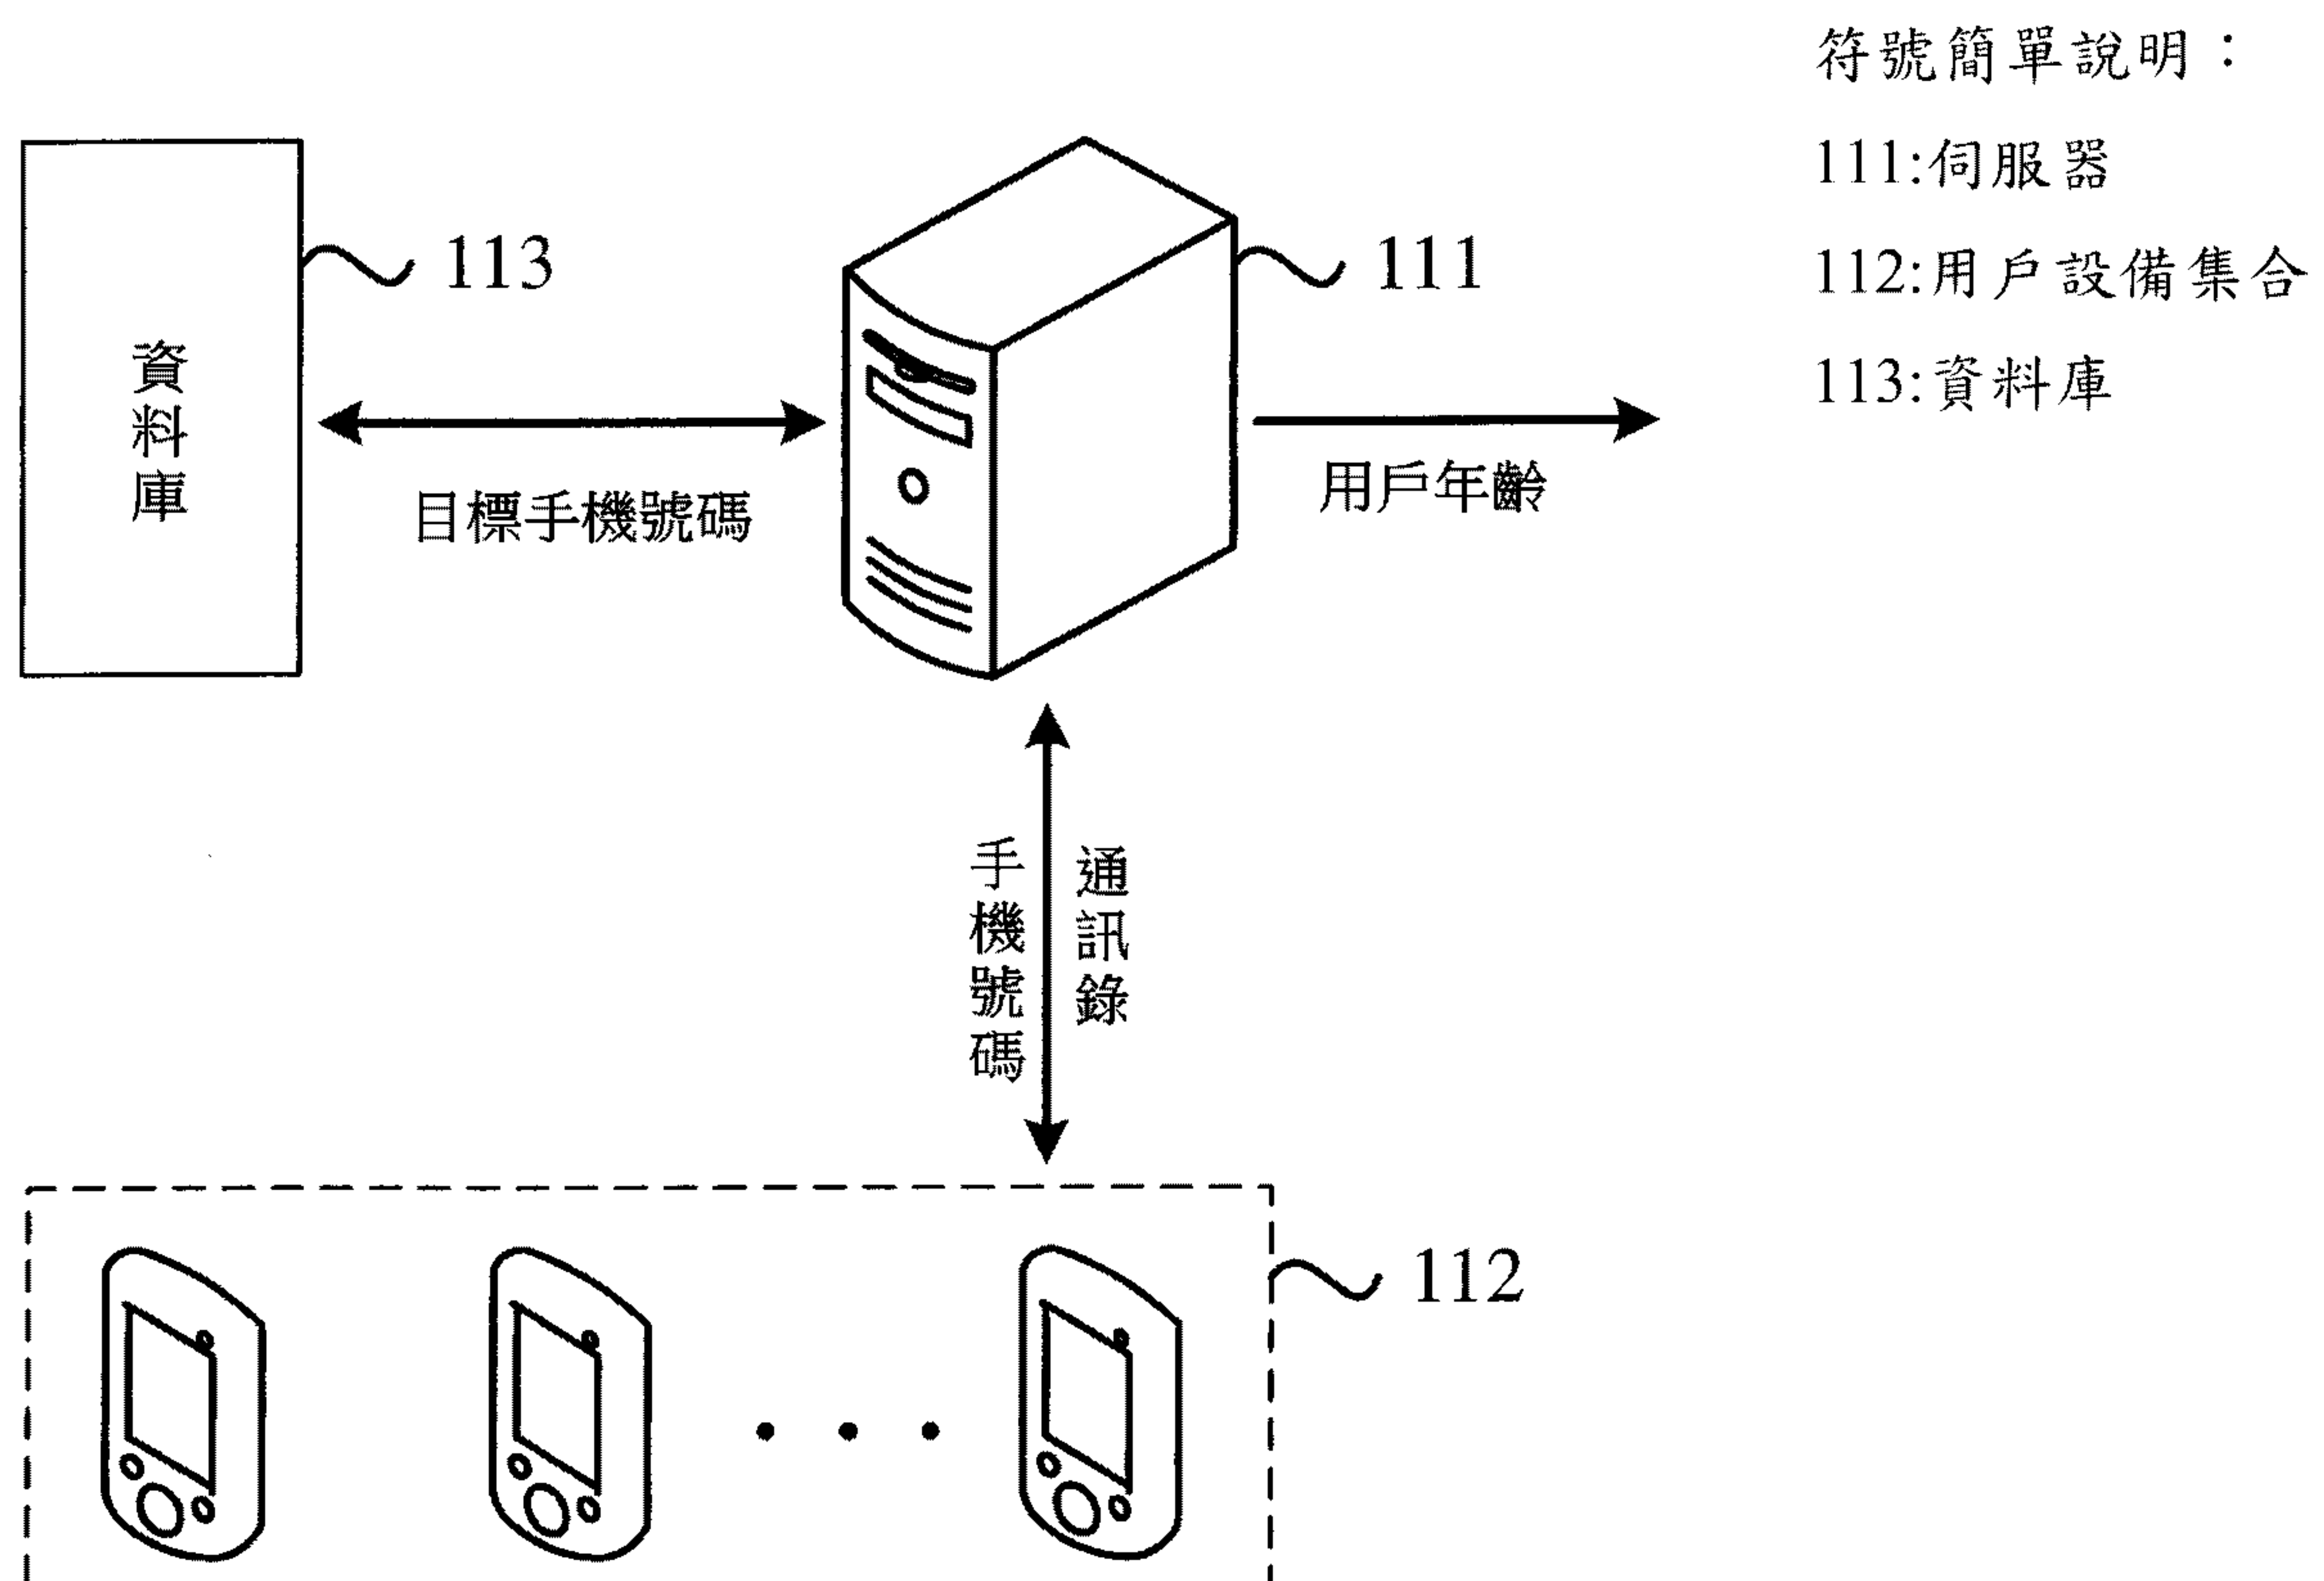 符號簡單說明：
111:伺服器
112:用戶設備集合
113:資料庫
113
111
資料庫
目標手機號碼
用戶年齡
手機號碼
通訊錄
112